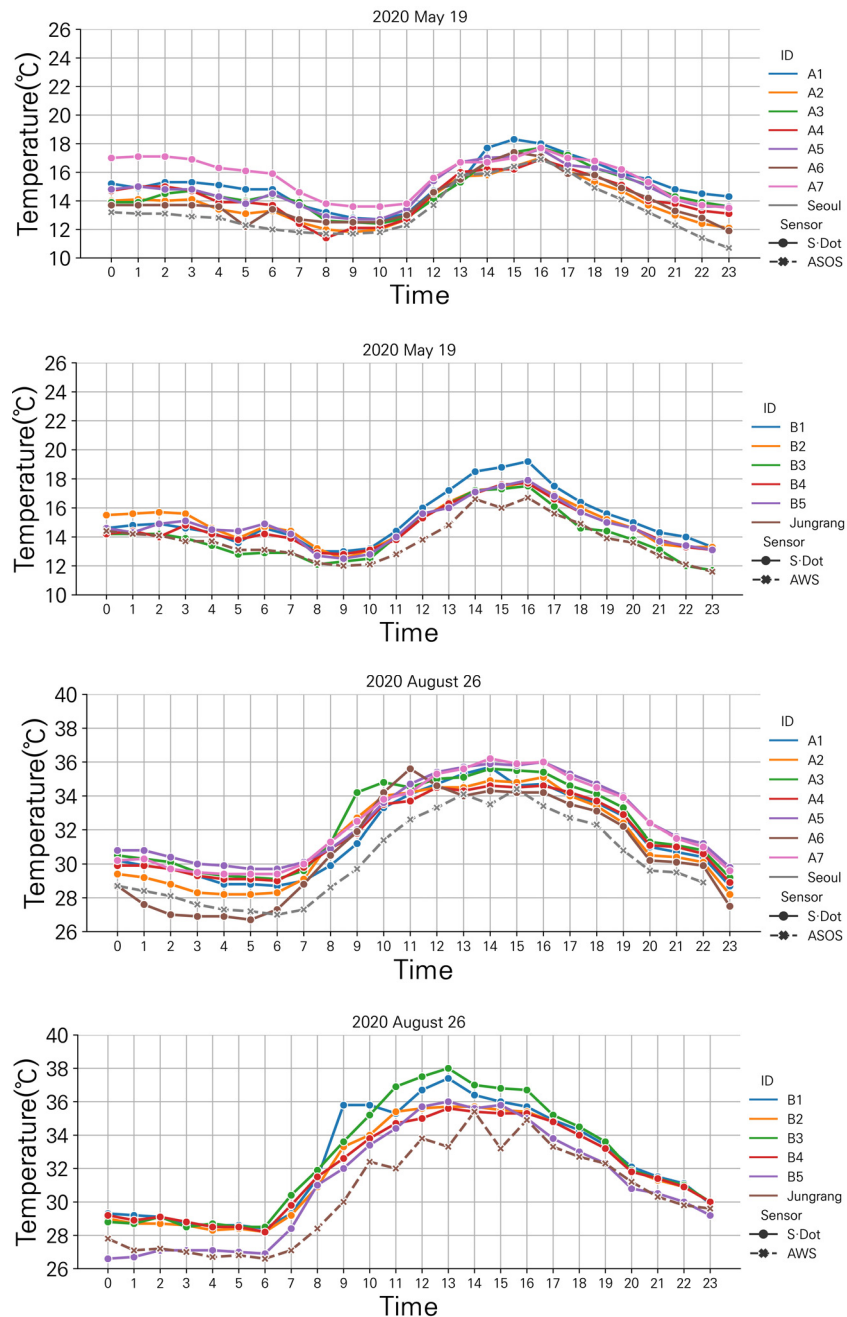 2020 May 19
Temperature(℃)
26
24
22
20
18
16
14
12
10
0 1 2 3 4 5 6 7 8 9 10 11 12 13 14 15 16 17 18 19 20 21 22 23
Time
ID
A1
A2
A3
A4
A5
A6
A7
Seoul
Sensor
S·Dot
ASOS
2020 May 19
Temperature(℃)
26
24
22
20
18
16
14
12
10
0 1 2 3 4 5 6 7 8 9 10 11 12 13 14 15 16 17 18 19 20 21 22 23
Time
ID
B1
B2
B3
B4
B5
Jungrang
Sensor
S·Dot
AWS
2020 August 26
Temperature(℃)
40
38
36
34
32
30
28
26
0 1 2 3 4 5 6 7 8 9 10 11 12 13 14 15 16 17 18 19 20 21 22 23
Time
ID
A1
A2
A3
A4
A5
A6
A7
Seoul
Sensor
S·Dot
ASOS
2020 August 26
Temperature(℃)
40
38
36
34
32
30
28
26
0 1 2 3 4 5 6 7 8 9 10 11 12 13 14 15 16 17 18 19 20 21 22 23
Time
ID
B1
B2
B3
B4
B5
Jungrang
Sensor
S·Dot
AWS